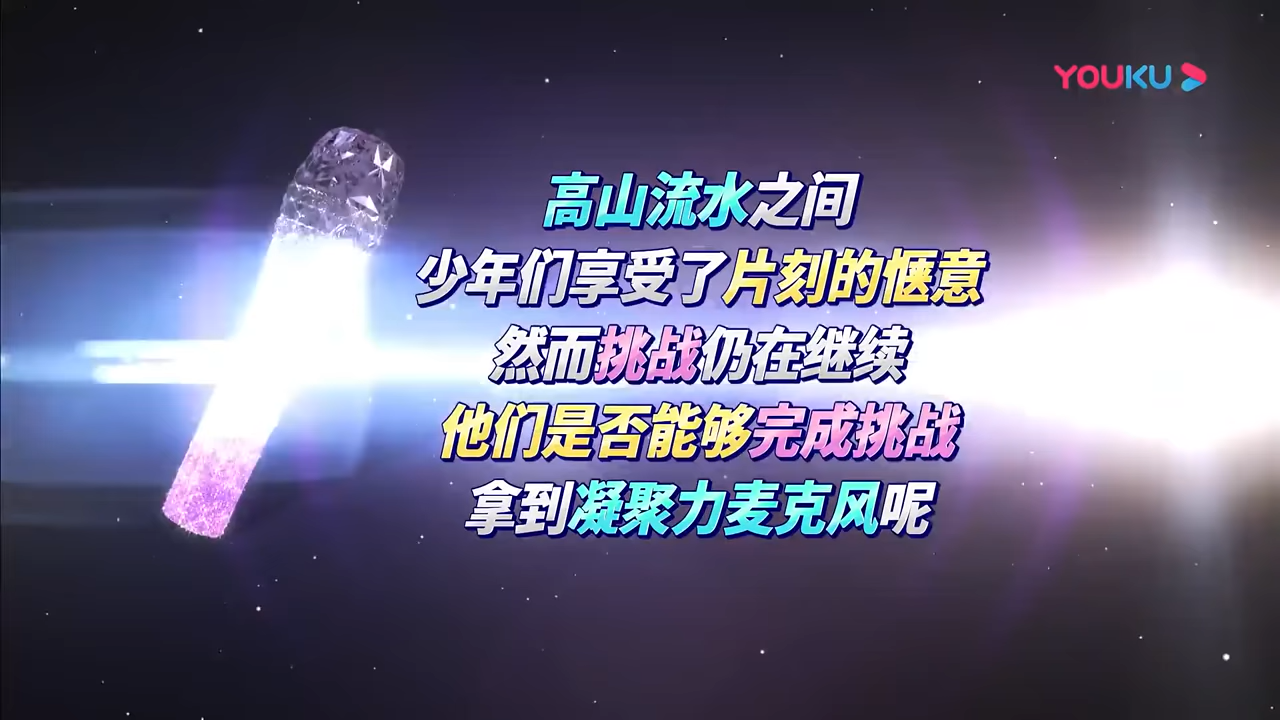 YOUKU
高山流水之间
少年们享受了片刻的惬意
然而挑战仍在继续
他们是否能够完成挑战
拿到凝聚力麦克风呢